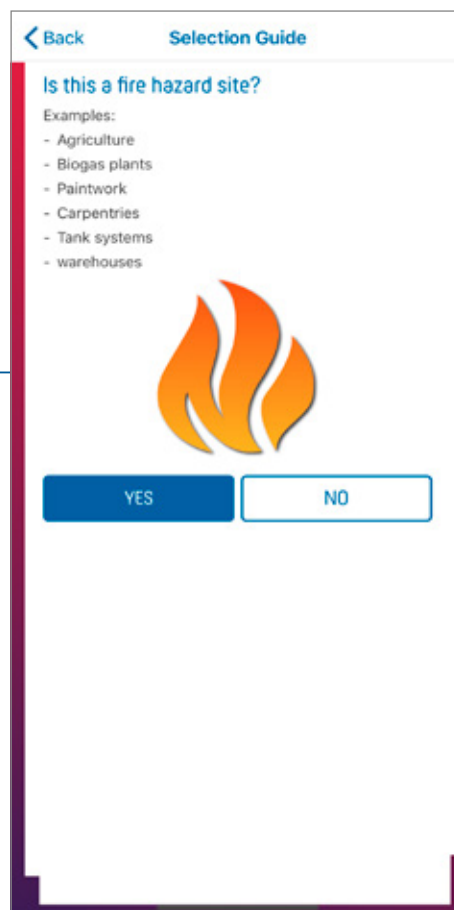 Back
Selection Guide
Is this a fire hazard site?
Examples:
- Agriculture
- Biogas plants
- Paintwork
- Carpentries
- Tank systems
- warehouses
YES
NO